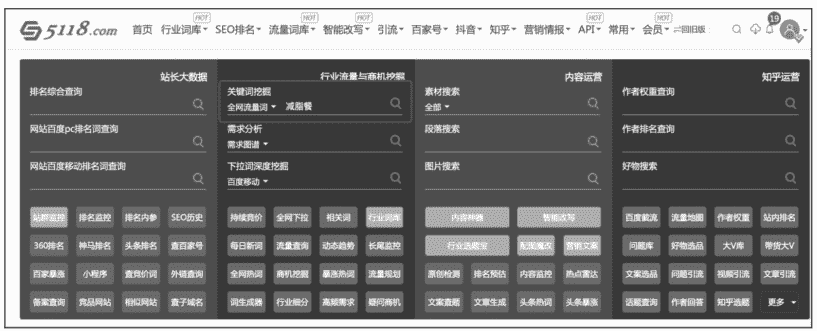 5118.com 首页 行业词库 SEO排名 流量词库 智能改写 引流 百家号 抖音 知乎 营销情报 API 常用 会员 回旧版 19
HOT HOT HOT HOT HOT
站长大数据
排名综合查询
网站百度pc排名词查询
网站百度移动排名词查询
站群监控 排名监控 排名内参 SEO历史
360排名 神马排名 头条排名 查百家号
百家暴涨 小程序 查竞价词 外链查询
备案查询 竞品网站 相似网站 查子域名
行业流量与商机挖掘
关键词挖掘
全网流量词 减脂餐
需求分析
需求图谱
下拉词深度挖掘
百度移动
持续竞价 全网下拉 相关词 行业词库
每日新词 流量查询 动态趋势 长尾监控
全网热词 商机挖掘 暴涨热词 流量规划
词生成器 行业细分 高频需求 疑问商机
内容运营
素材搜索
全部
段落搜索
图片搜索
内容神器 智能改写
行业选题宝 配图魔改 营销文案
原创检测 排名预估 内容监控 热点雷达
文案查题 文章生成 头条热词 头条暴涨
知乎运营
作者权重查询
作者排名查询
好物搜索
百度截流 流量地图 作者权重 站内排名
问题库 好物选品 大V库 带货大V
文案选品 问题引流 视频引流 文章引流
话题查询 作者回答 知乎选题 更多